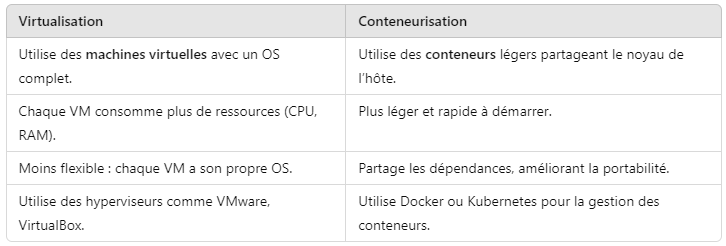 Virtualisation
Conteneurisation
Utilise des machines virtuelles avec un OS
complet.
Utilise des conteneurs légers partageant le noyau de
l'hôte.
Chaque VM consomme plus de ressources (CPU,
RAM).
Plus léger et rapide à démarrer.
Moins flexible : chaque VM a son propre OS.
Partage les dépendances, améliorant la portabilité.
Utilise des hyperviseurs comme VMware,
VirtualBox.
Utilise Docker ou Kubernetes pour la gestion des
conteneurs.